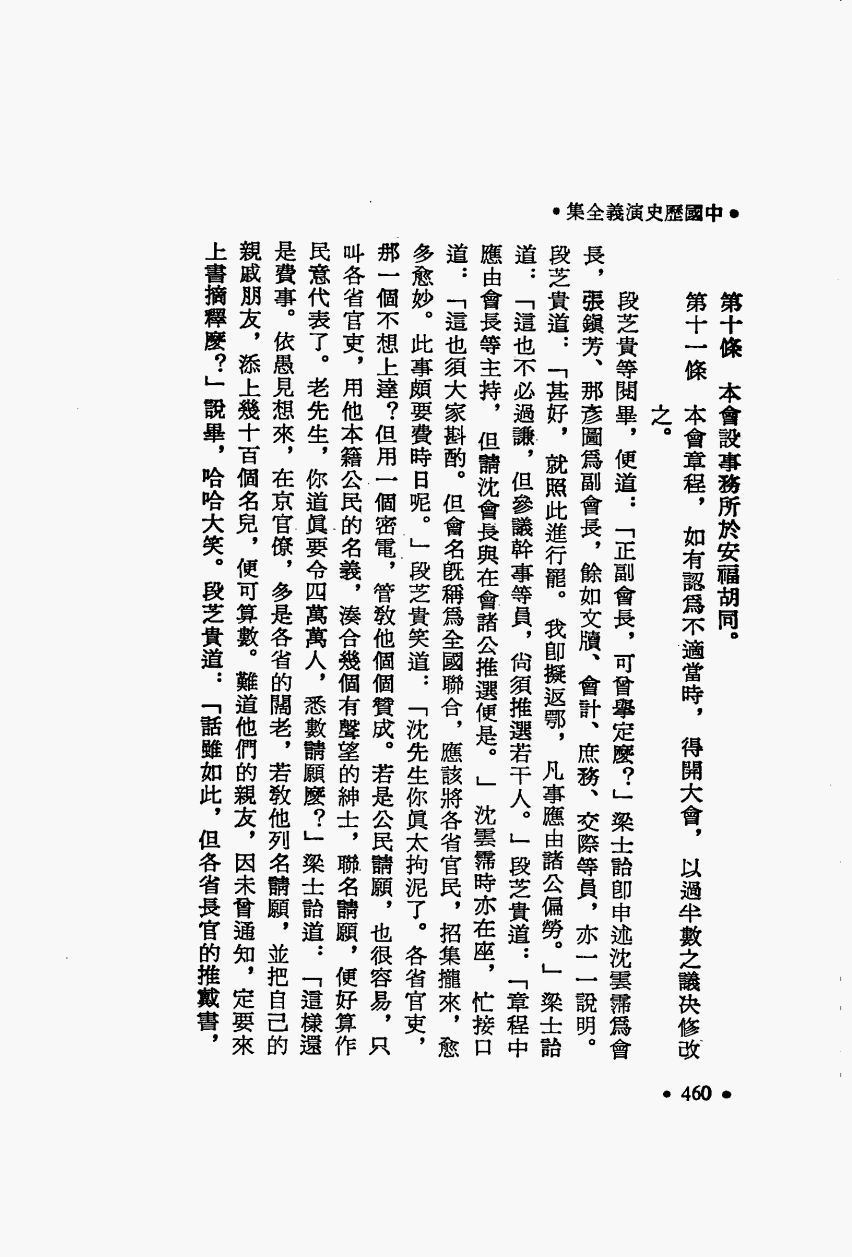 •中國歷史演義全集•
第十條　本會設事務所於安福胡同。
第十一條　本會章程，如有認爲不適當時，得開大會，以過半數之議决修改
之。
段芝貴等閱畢，便道：「正副會長，可曾舉定麼？」梁士詒卽申述沈雲霈爲會
長，張鎭芳、那彥圖爲副會長，餘如文牘、會計、庶務、交際等員，亦一一說明。
段芝貴道：「甚好，就照此進行罷。我卽擬返鄂，凡事應由諸公偏勞。」梁士詒
道：「這也不必過謙，但參議幹事等員，尙須推選若干人。」段芝貴道：「章程中
應由會長等主持，但請沈會長與在會諸公推選便是。」沈雲霈時亦在座，忙接口
道：「這也須大家斟酌。但會名旣稱爲全國聯合，應該將各省官民，招集攏來，愈
多愈妙。此事頗要費時日呢。」段芝貴笑道：「沈先生你眞太拘泥了。各省官吏，
那一個不想上達？但用一個密電，管敎他個個贊成。若是公民請願，也很容易，只
叫各省官吏，用他本籍公民的名義，湊合幾個有聲望的紳士，聯名請願，便好算作
民意代表了。老先生，你道眞要令四萬萬人，悉數請願麼？」梁士詒道：「這樣還
是費事。依愚見想來，在京官僚，多是各省的闊老，若敎他列名請願，並把自己的
親戚朋友，添上幾十百個名兒，便可算數。難道他們的親友，因未曾通知，定要來
上書摘釋麼？」說畢，哈哈大笑。段芝貴道：「話雖如此，但各省長官的推戴書，
•460•